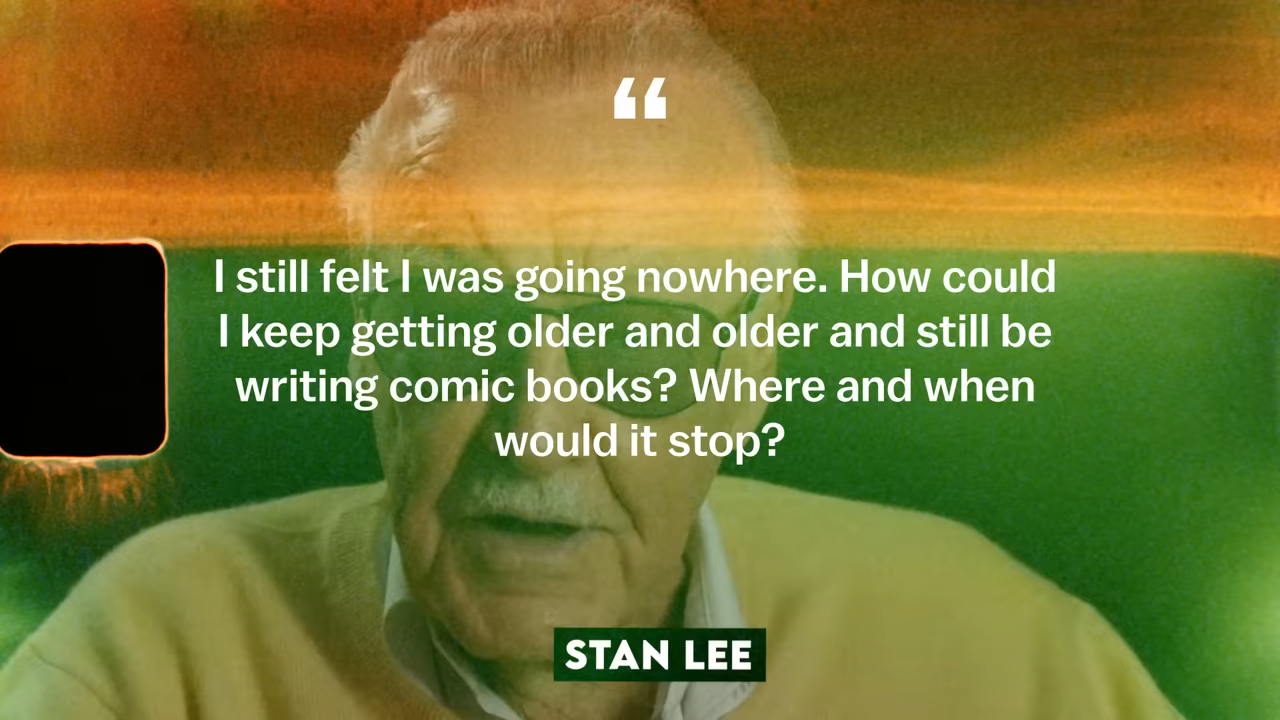 “
I still felt I was going nowhere. How could
I keep getting older and older and still be
writing comic books? Where and when
would it stop?
STAN LEE